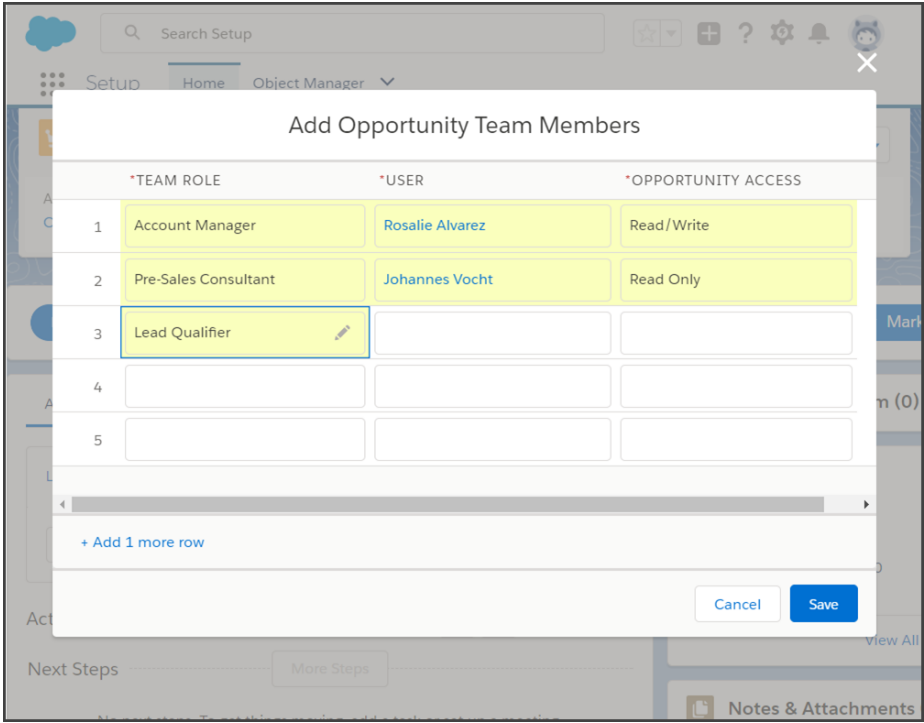 Search Setup
Setup Home Object Manager
Add Opportunity Team Members
*TEAM ROLE *USER *OPPORTUNITY ACCESS
1 Account Manager Rosalie Alvarez Read/Write
2 Pre-Sales Consultant Johannes Vocht Read Only
3 Lead Qualifier
4
5
+ Add 1 more row
Cancel Save
View All
Next Steps More Steps
Notes & Attachments